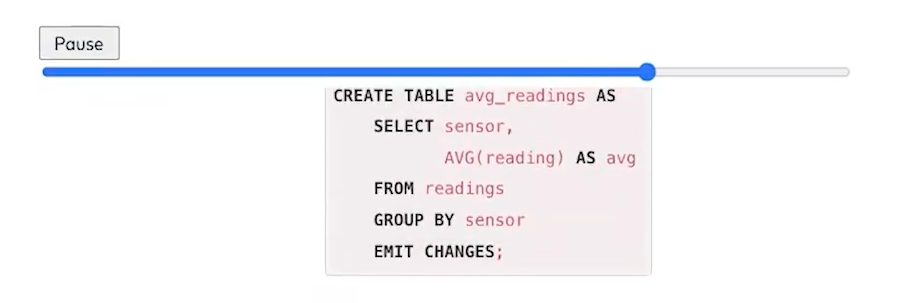 Pause
CREATE TABLE avg_readings AS
SELECT sensor,
AVG(reading) AS avg
FROM readings
GROUP BY sensor
EMIT CHANGES;